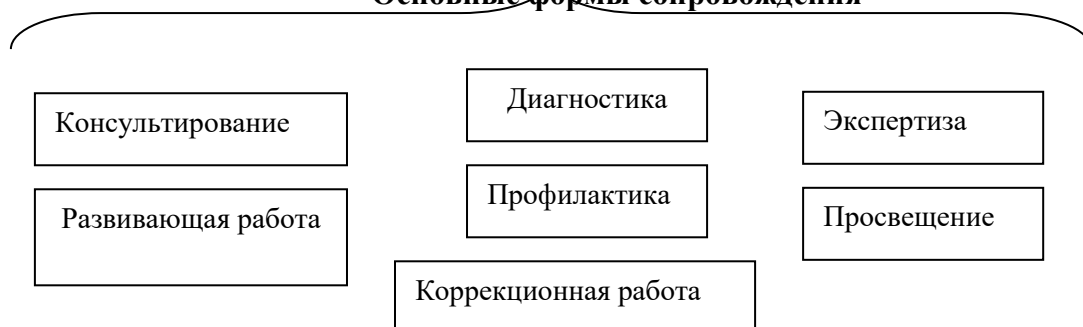 Основные формы сопровождения
Диагностика
Консультирование
Экспертиза
Профилактика
Развивающая работа
Просвещение
Коррекционная работа